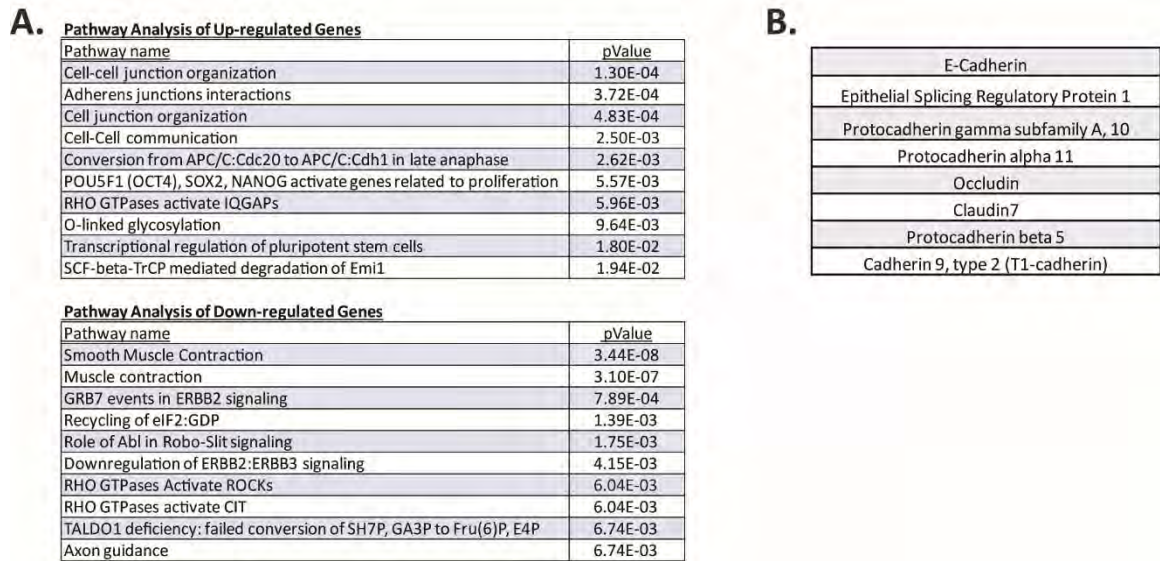 A.
Pathway Analysis of Up-regulated Genes
Pathway name pValue
Cell-cell junction organization 1.30E-04
Adherens junctions interactions 3.72E-04
Cell junction organization 4.83E-04
Cell-Cell communication 2.50E-03
Conversion from APC/C:Cdc20 to APC/C:Cdh1 in late anaphase 2.62E-03
POU5F1 (OCT4), SOX2, NANOG activate genes related to proliferation 5.57E-03
RHO GTPases activate IQGAPs 5.96E-03
O-linked glycosylation 9.64E-03
Transcriptional regulation of pluripotent stem cells 1.80E-02
SCF-beta-TrCP mediated degradation of Emi1 1.94E-02
Pathway Analysis of Down-regulated Genes
Pathway name pValue
Smooth Muscle Contraction 3.44E-08
Muscle contraction 3.10E-07
GRB7 events in ERBB2 signaling 7.89E-04
Recycling of eIF2:GDP 1.39E-03
Role of Abl in Robo-Slit signaling 1.75E-03
Downregulation of ERBB2:ERBB3 signaling 4.15E-03
RHO GTPases Activate ROCKs 6.04E-03
RHO GTPases activate CIT 6.04E-03
TALDO1 deficiency: failed conversion of SH7P, GA3P to Fru(6)P, E4P 6.74E-03
Axon guidance 6.74E-03
B.
E-Cadherin
Epithelial Splicing Regulatory Protein 1
Protocadherin gamma subfamily A, 10
Protocadherin alpha 11
Occludin
Claudin7
Protocadherin beta 5
Cadherin 9, type 2 (T1-cadherin)